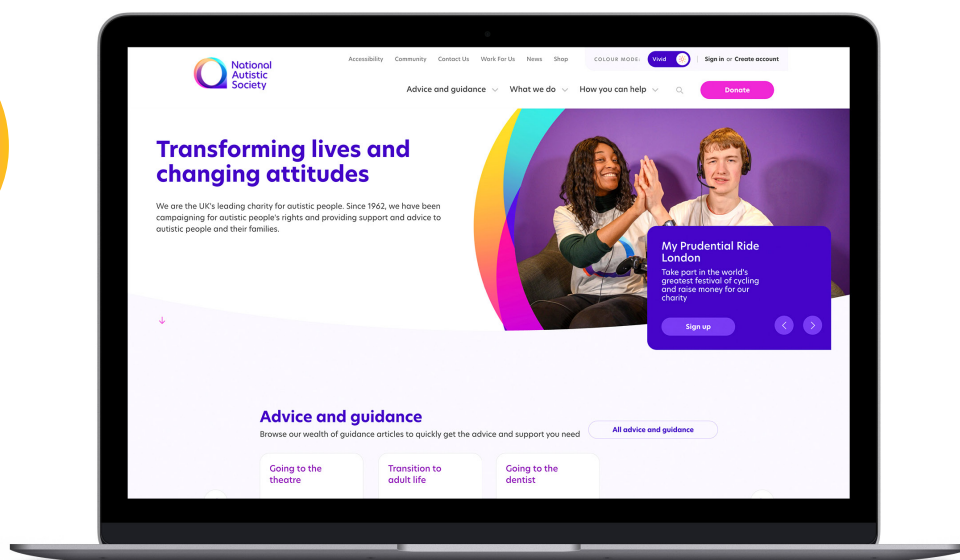 National
Autistic
Society
Accessibility Community Contact Us Work For Us News Shop COLOUR MODE: Vivid Sign in or Create account
Advice and guidance What we do How you can help Donate
Transforming lives and
changing attitudes
We are the UK's leading charity for autistic people. Since 1962, we have been
campaigning for autistic people's rights and providing support and advice to
autistic people and their families.
My Prudential Ride
London
Take part in the world's
greatest festival of cycling
and raise money for our
charity
Sign up
Advice and guidance
Browse our wealth of guidance articles to quickly get the advice and support you need
All advice and guidance
Going to the
theatre
Transition to
adult life
Going to the
dentist